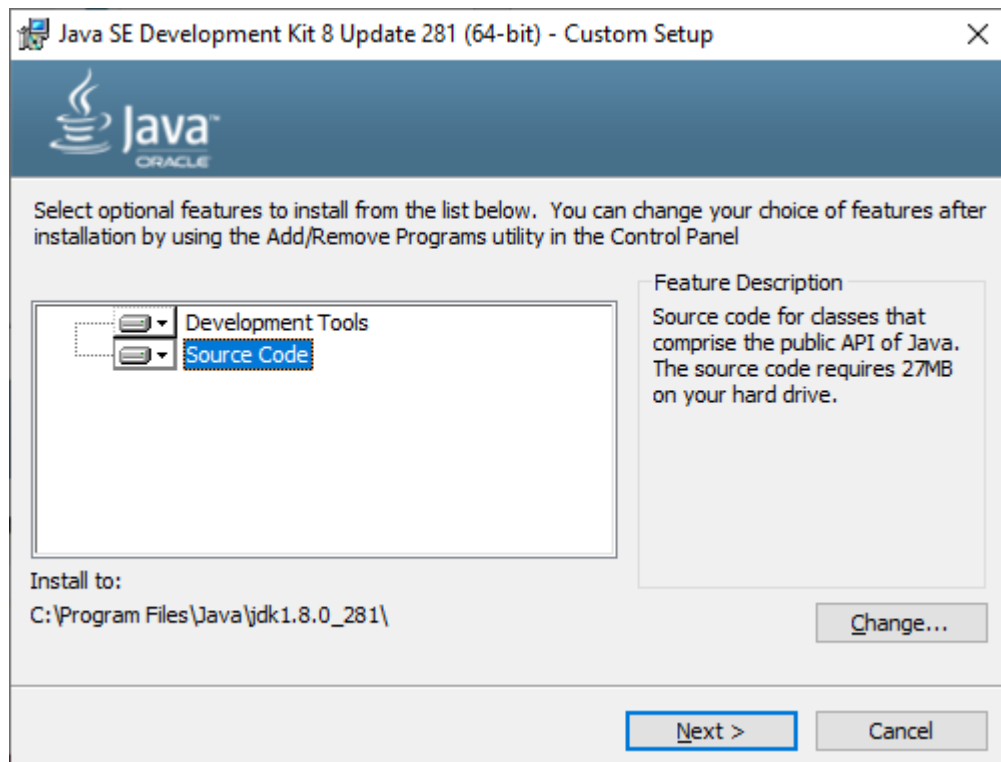 Java SE Development Kit 8 Update 281 (64-bit) - Custom Setup
Java™
ORACLE
Select optional features to install from the list below.  You can change your choice of features after
installation by using the Add/Remove Programs utility in the Control Panel
Development Tools
Source Code
Feature Description
Source code for classes that
comprise the public API of Java.
The source code requires 27MB
on your hard drive.
Install to:
C:\Program Files\Java\jdk1.8.0_281\
Change...
Next >
Cancel